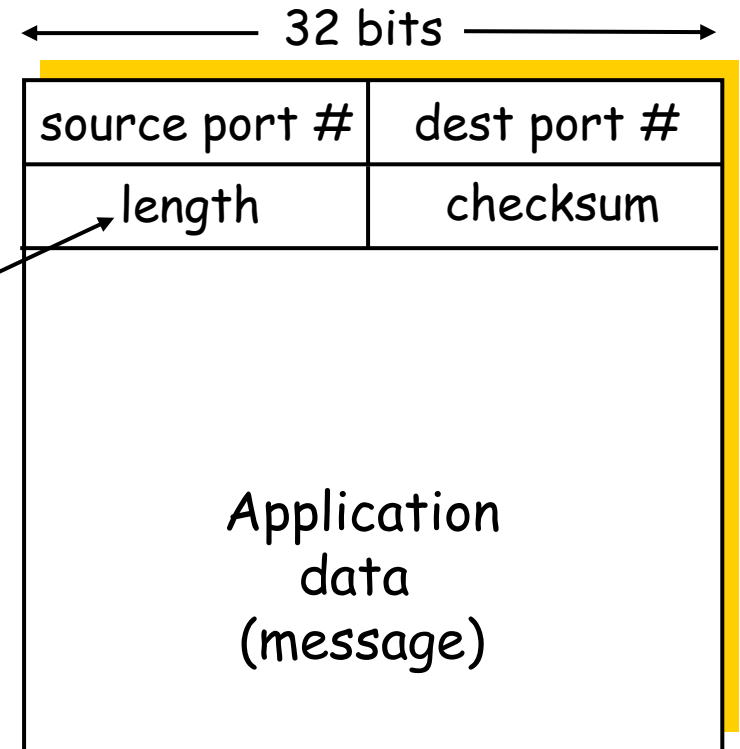 32 bits
source port # dest port #
length checksum
Application
data
(message)